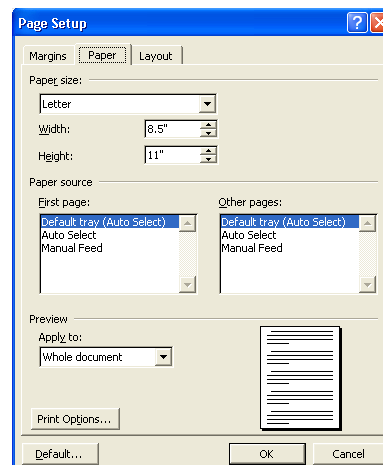 Page Setup
Margins Paper Layout
Paper size:
Letter
Width: 8.5"
Height: 11"
Paper source
First page: Other pages:
Default tray (Auto Select) Default tray (Auto Select)
Auto Select Auto Select
Manual Feed Manual Feed
Preview
Apply to:
Whole document
Print Options...
Default... OK Cancel